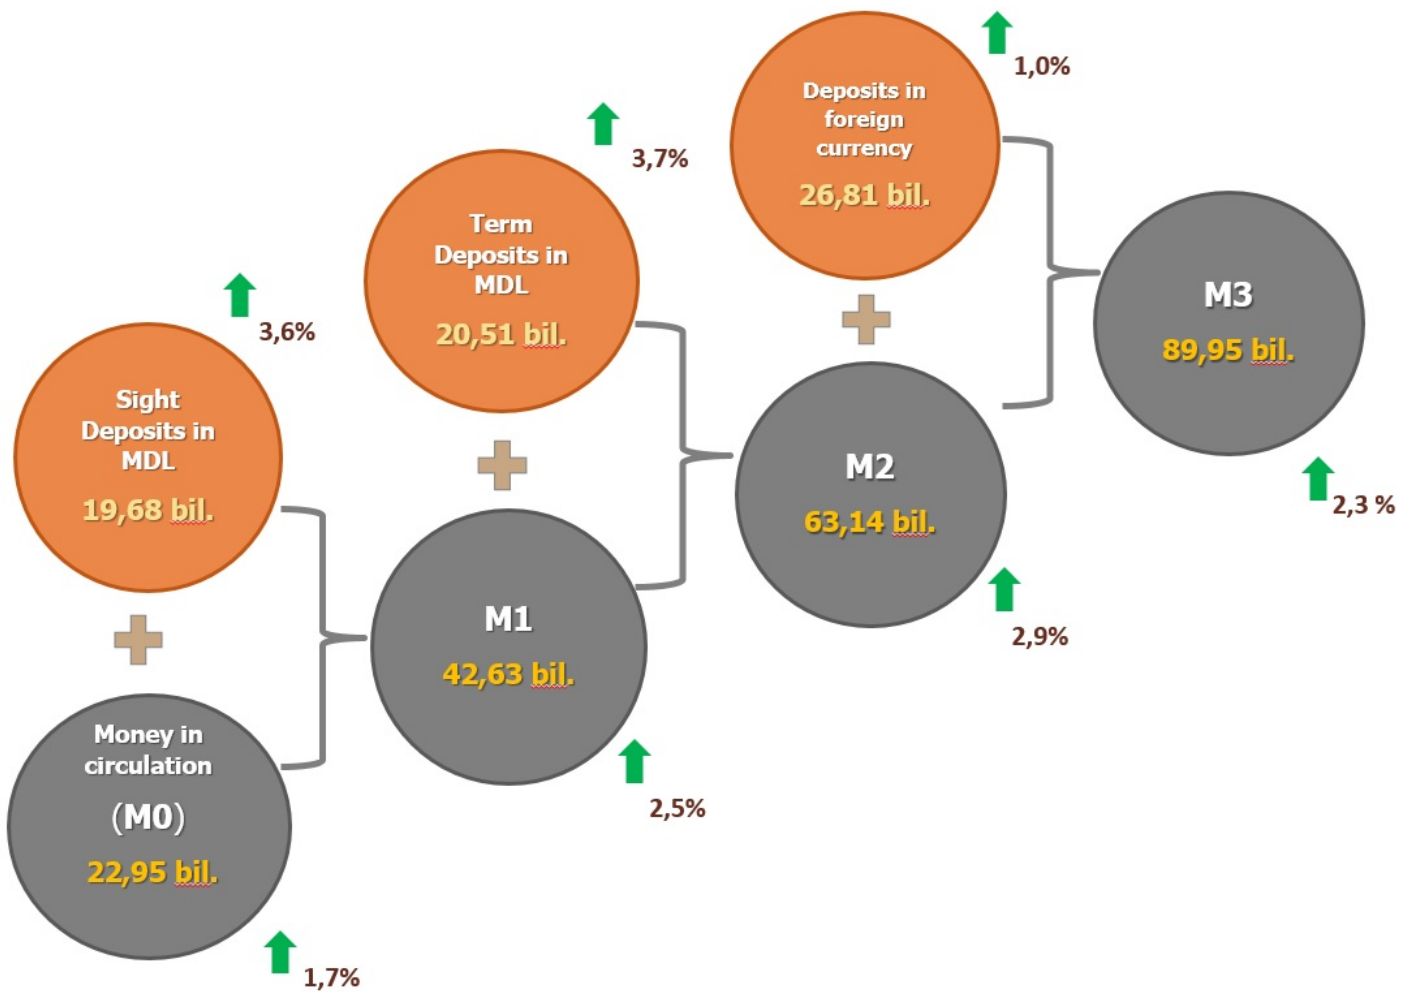 1,0%
Deposits in
foreign
currency
26,81 bil.
3,7%
Term
Deposits in
MDL
20,51 bil.
M3
89,95 bil.
2,3 %
3,6%
Sight
Deposits in
MDL
19,68 bil.
M2
63,14 bil.
2,9%
M1
42,63 bil.
2,5%
Money in
circulation
(M0)
22,95 bil.
1,7%